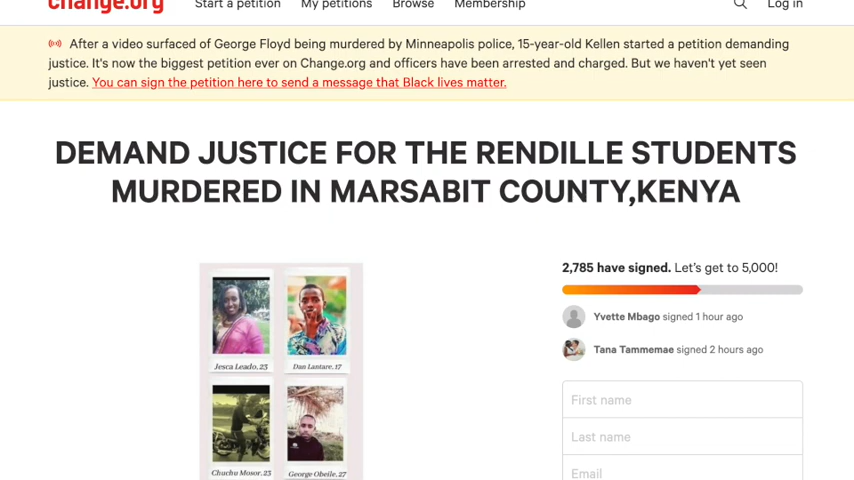 change.org
Start a petition My petitions Browse Membership Log in
After a video surfaced of George Floyd being murdered by Minneapolis police, 15-year-old Kellen started a petition demanding
justice. It's now the biggest petition ever on Change.org and officers have been arrested and charged. But we haven't yet seen
justice. You can sign the petition here to send a message that Black lives matter.
DEMAND JUSTICE FOR THE RENDILLE STUDENTS
MURDERED IN MARSABIT COUNTY,KENYA
Jesca Leado, 23
Dan Lantare, 17
Chuchu Mosor, 23
George Obeile, 27
2,785 have signed. Let's get to 5,000!
Yvette Mbago signed 1 hour ago
Tana Tammemae signed 2 hours ago
First name
Last name
Email